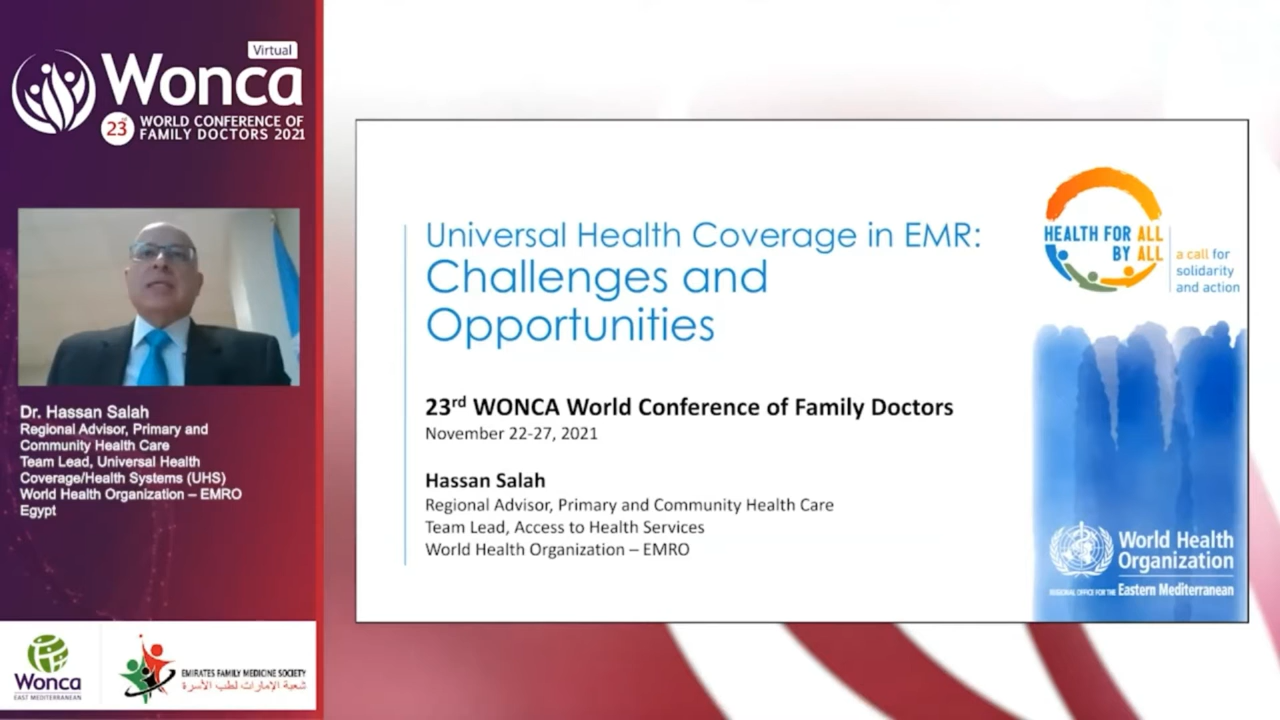 Virtual
Wonca
23rd WORLD CONFERENCE OF
FAMILY DOCTORS 2021
Dr. Hassan Salah
Regional Advisor, Primary and
Community Health Care
Team Lead, Universal Health
Coverage/Health Systems (UHS)
World Health Organization – EMRO
Egypt
Wonca
EAST MEDITERRANEAN
EMIRATES FAMILY MEDICINE SOCIETY
شعبة الإمارات لطب الأسرة
Universal Health Coverage in EMR:
Challenges and
Opportunities
23rd WONCA World Conference of Family Doctors
November 22-27, 2021
Hassan Salah
Regional Advisor, Primary and Community Health Care
Team Lead, Access to Health Services
World Health Organization – EMRO
HEALTH FOR ALL
BY ALL
a call for
solidarity
and action
World Health
Organization
REGIONAL OFFICE FOR THE Eastern Mediterranean